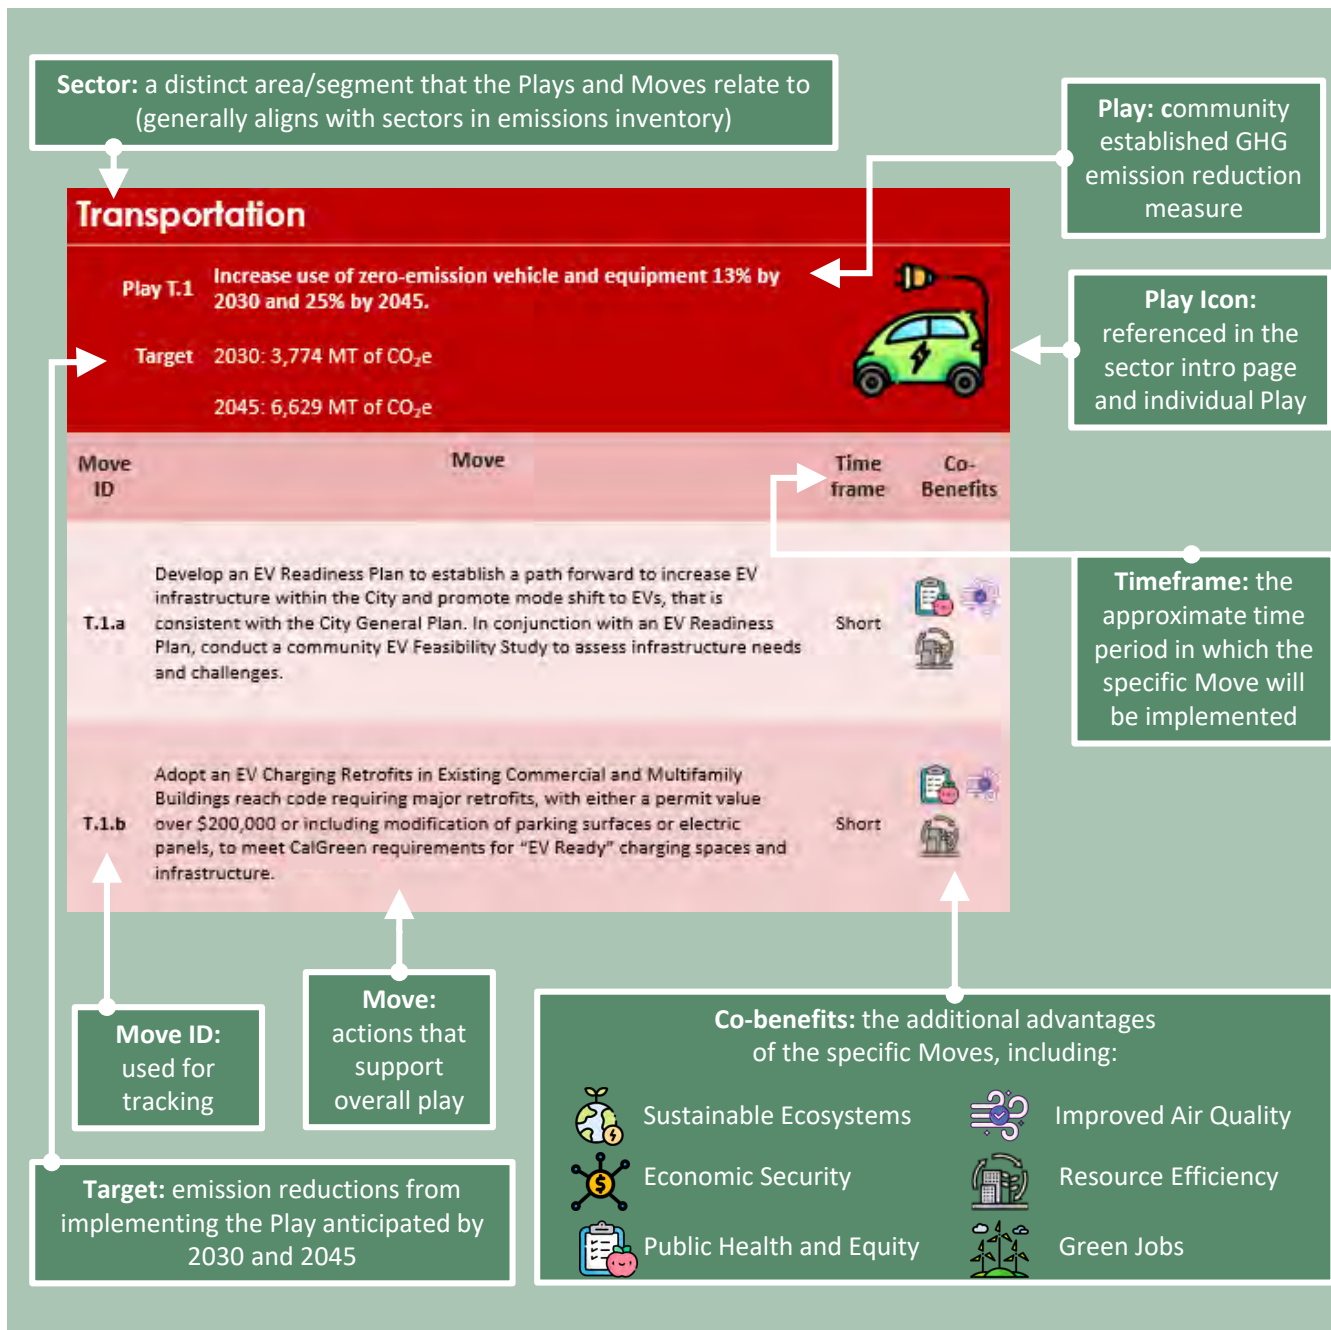 Sector: a distinct area/segment that the Plays and Moves relate to
(generally aligns with sectors in emissions inventory)
Play: community
established GHG
emission reduction
measure
Transportation
Play T.1
Increase use of zero-emission vehicle and equipment 13% by
2030 and 25% by 2045.
Target
2030: 3,774 MT of CO₂e
2045: 6,629 MT of CO₂e
Play Icon:
referenced in the
sector intro page
and individual Play
Move
ID
Move
Time
frame
Co-
Benefits
T.1.a
Develop an EV Readiness Plan to establish a path forward to increase EV
infrastructure within the City and promote mode shift to EVs, that is
consistent with the City General Plan. In conjunction with an EV Readiness
Plan, conduct a community EV Feasibility Study to assess infrastructure needs
and challenges.
Short
Timeframe: the
approximate time
period in which the
specific Move will
be implemented
T.1.b
Adopt an EV Charging Retrofits in Existing Commercial and Multifamily
Buildings reach code requiring major retrofits, with either a permit value
over $200,000 or including modification of parking surfaces or electric
panels, to meet CalGreen requirements for “EV Ready” charging spaces and
infrastructure.
Short
Move ID:
used for
tracking
Move:
actions that
support
overall play
Target: emission reductions from
implementing the Play anticipated by
2030 and 2045
Co-benefits: the additional advantages
of the specific Moves, including:
Sustainable Ecosystems
Improved Air Quality
Economic Security
Resource Efficiency
Public Health and Equity
Green Jobs